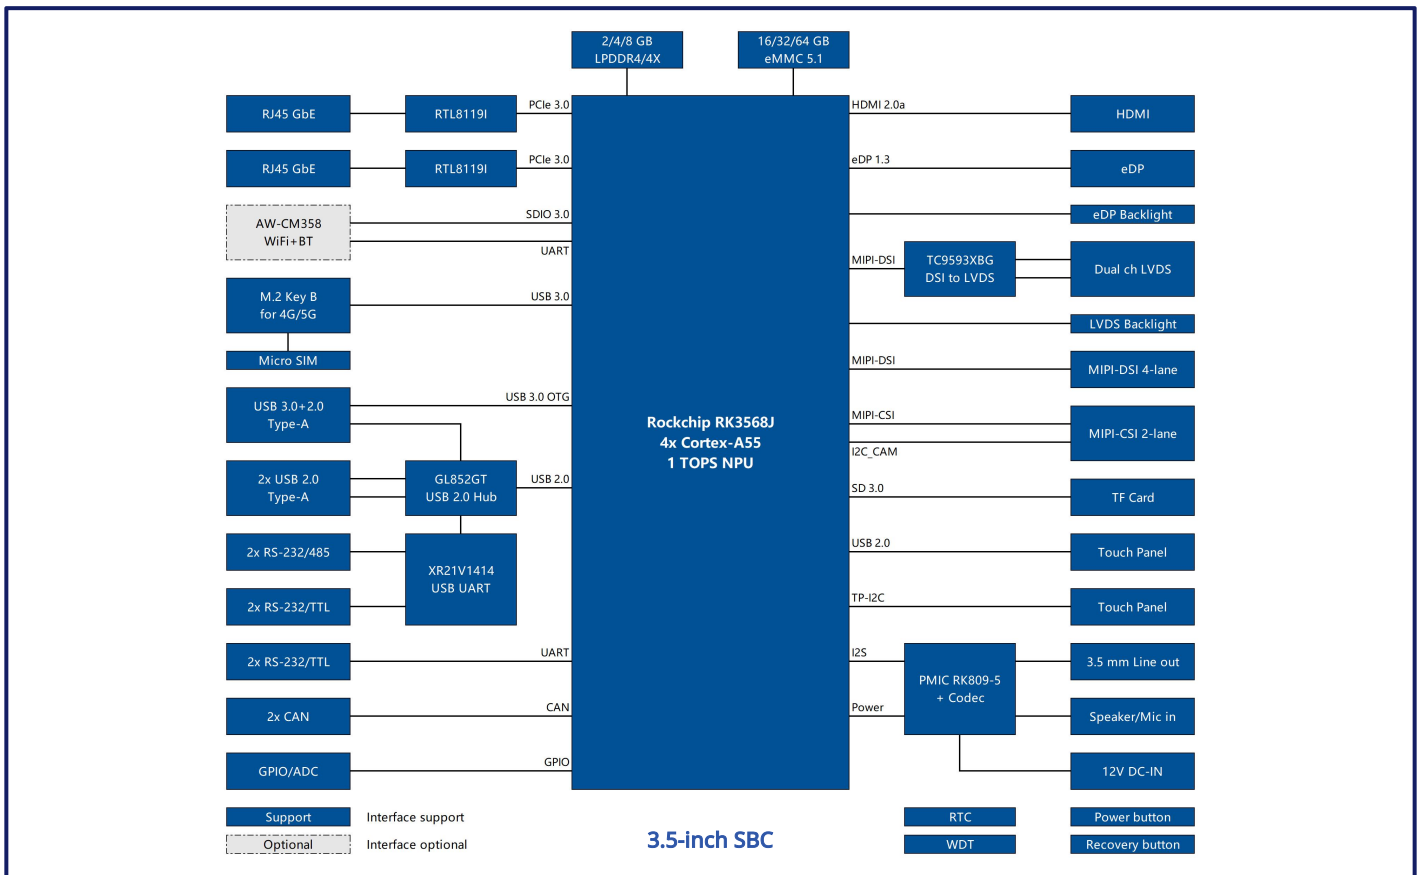 2/4/8 GB
LPDDR4/4X
16/32/64 GB
eMMC 5.1
RJ45 GbE
RTL8119I
PCIe 3.0
RJ45 GbE
RTL8119I
PCIe 3.0
AW-CM358
WiFi+BT
SDIO 3.0
UART
M.2 Key B
for 4G/5G
USB 3.0
Micro SIM
USB 3.0+2.0
Type-A
USB 3.0 OTG
2x USB 2.0
Type-A
GL852GT
USB 2.0 Hub
USB 2.0
2x RS-232/485
XR21V1414
USB UART
2x RS-232/TTL
2x RS-232/TTL
UART
2x CAN
CAN
GPIO/ADC
GPIO
Rockchip RK3568J
4x Cortex-A55
1 TOPS NPU
HDMI 2.0a
HDMI
eDP 1.3
eDP
eDP Backlight
MIPI-DSI
TC9593XBG
DSI to LVDS
Dual ch LVDS
LVDS Backlight
MIPI-DSI
MIPI-DSI 4-lane
MIPI-CSI
I2C_CAM
MIPI-CSI 2-lane
SD 3.0
TF Card
USB 2.0
Touch Panel
TP-I2C
Touch Panel
I2S
Power
PMIC RK809-5
+ Codec
3.5 mm Line out
Speaker/Mic in
12V DC-IN
Support
Interface support
Optional
Interface optional
3.5-inch SBC
RTC
Power button
WDT
Recovery button